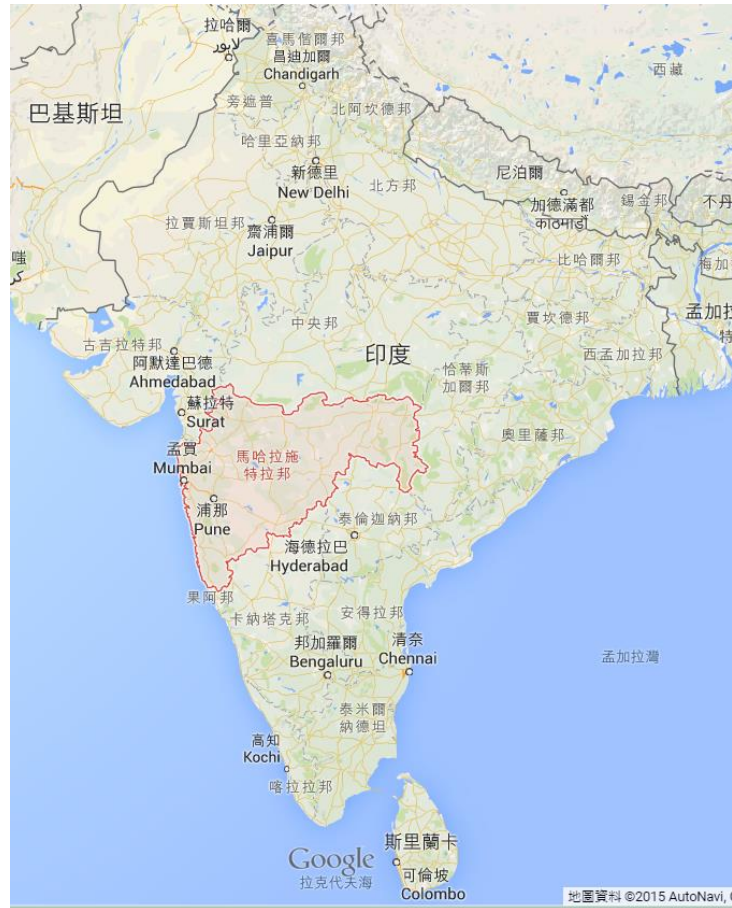 拉哈爾
لاہور
喜馬偕爾邦
昌迪加爾
Chandigarh
西藏
旁遮普
北阿坎德邦
巴基斯坦
哈里亞納邦
新德里
New Delhi
北方邦
尼泊爾
加德滿都
काठमाडौं
錫金邦
不丹
拉賈斯坦邦
齋浦爾
Jaipur
比哈爾邦
梅加
中央邦
賈坎德邦
孟加拉
古吉拉特邦
阿默達巴德
Ahmedabad
印度
西孟加拉邦
恰蒂斯
加爾邦
蘇拉特
Surat
奧里薩邦
孟買
Mumbai
馬哈拉施
特拉邦
浦那
Pune
泰倫迦納邦
海德拉巴
Hyderabad
果阿邦
卡納塔克邦
安得拉邦
邦加羅爾
Bengaluru
清奈
Chennai
孟加拉灣
泰米爾
納德坦
高知
Kochi
喀拉拉邦
Google
拉克代夫海
斯里蘭卡
可倫坡
Colombo
地圖資料 ©2015 AutoNavi,